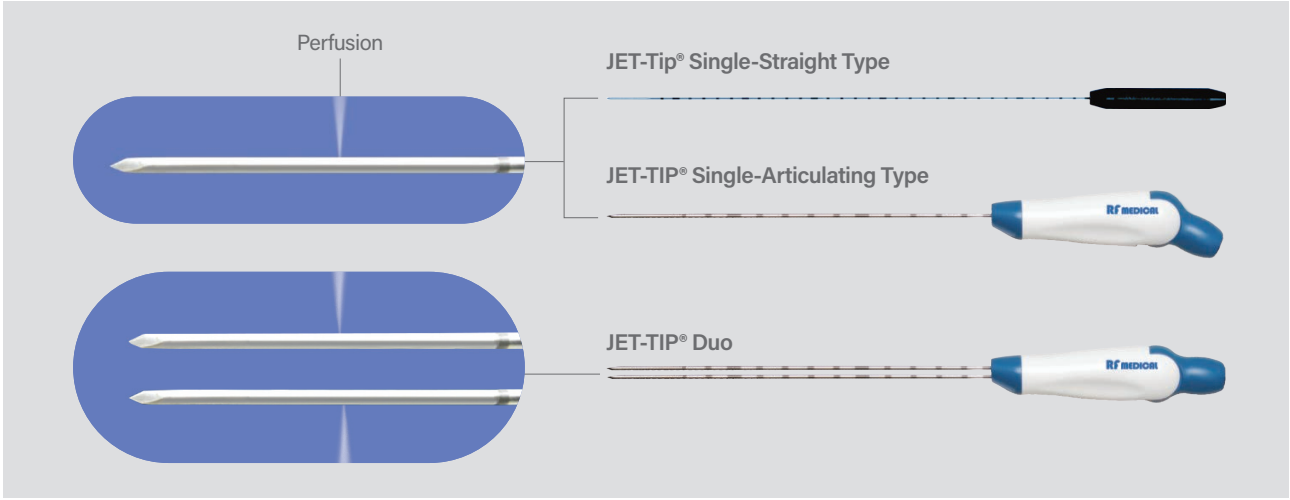 Perfusion
JET-Tip® Single-Straight Type
JET-TIP® Single-Articulating Type
RF MEDICAL
JET-TIP® Duo
RF MEDICAL